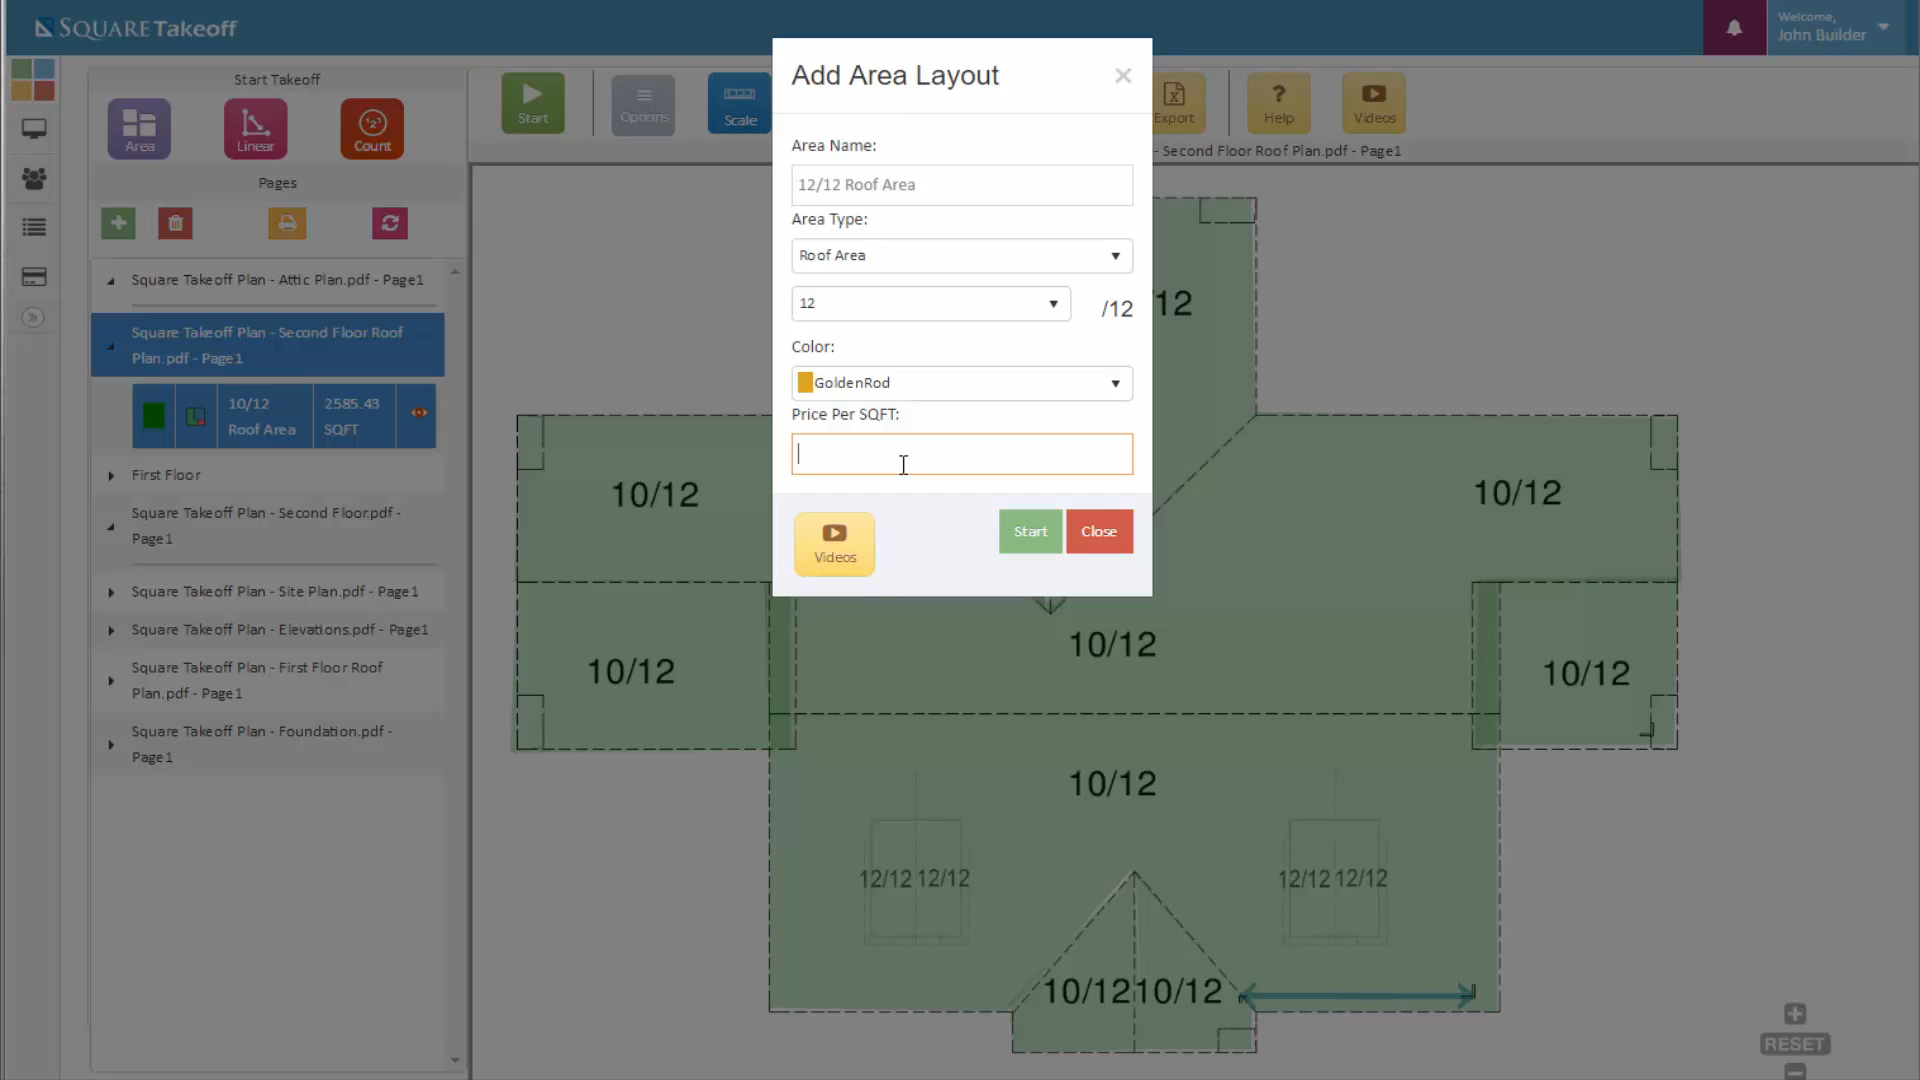 SQUARE Takeoff
Welcome,
John Builder
Start Takeoff
Area
Linear
Count
Pages
Square Takeoff Plan - Attic Plan.pdf - Page1
Square Takeoff Plan - Second Floor Roof
Plan.pdf - Page1
10/12
Roof Area
2585.43
SQFT
First Floor
Square Takeoff Plan - Second Floor.pdf -
Page1
Square Takeoff Plan - Site Plan.pdf - Page1
Square Takeoff Plan - Elevations.pdf - Page1
Square Takeoff Plan - First Floor Roof
Plan.pdf - Page1
Square Takeoff Plan - Foundation.pdf -
Page1
Start
Options
Scale
Export
Help
Videos
- Second Floor Roof Plan.pdf - Page1
Add Area Layout
Area Name:
12/12 Roof Area
Area Type:
Roof Area
12
/12
Color:
GoldenRod
Price Per SQFT:
Videos
Start
Close
/12
10/12
10/12
10/12
10/12
10/12
10/12
12/12 12/12
12/12 12/12
10/12 10/12
RESET